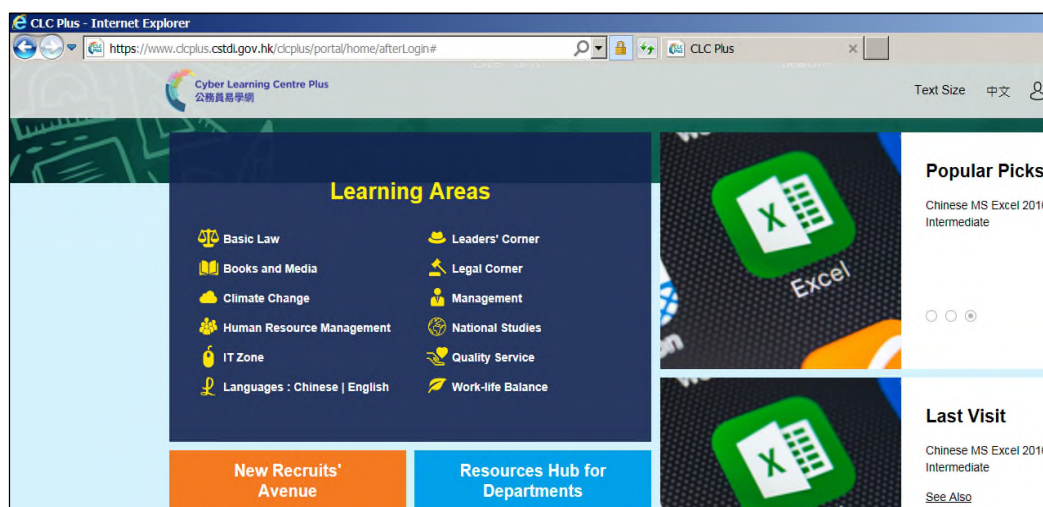 CLC Plus - Internet Explorer
https://www.clcplus.cstdi.gov.hk/clcplus/portal/home/afterLogin#
CLC Plus
Cyber Learning Centre Plus
公務員易學網
Text Size 中文
Learning Areas
Basic Law
Books and Media
Climate Change
Human Resource Management
IT Zone
Languages : Chinese | English
Leaders' Corner
Legal Corner
Management
National Studies
Quality Service
Work-life Balance
New Recruits'
Avenue
Resources Hub for
Departments
Excel
Popular Picks
Chinese MS Excel 2016
Intermediate
Last Visit
Chinese MS Excel 2016
Intermediate
See Also